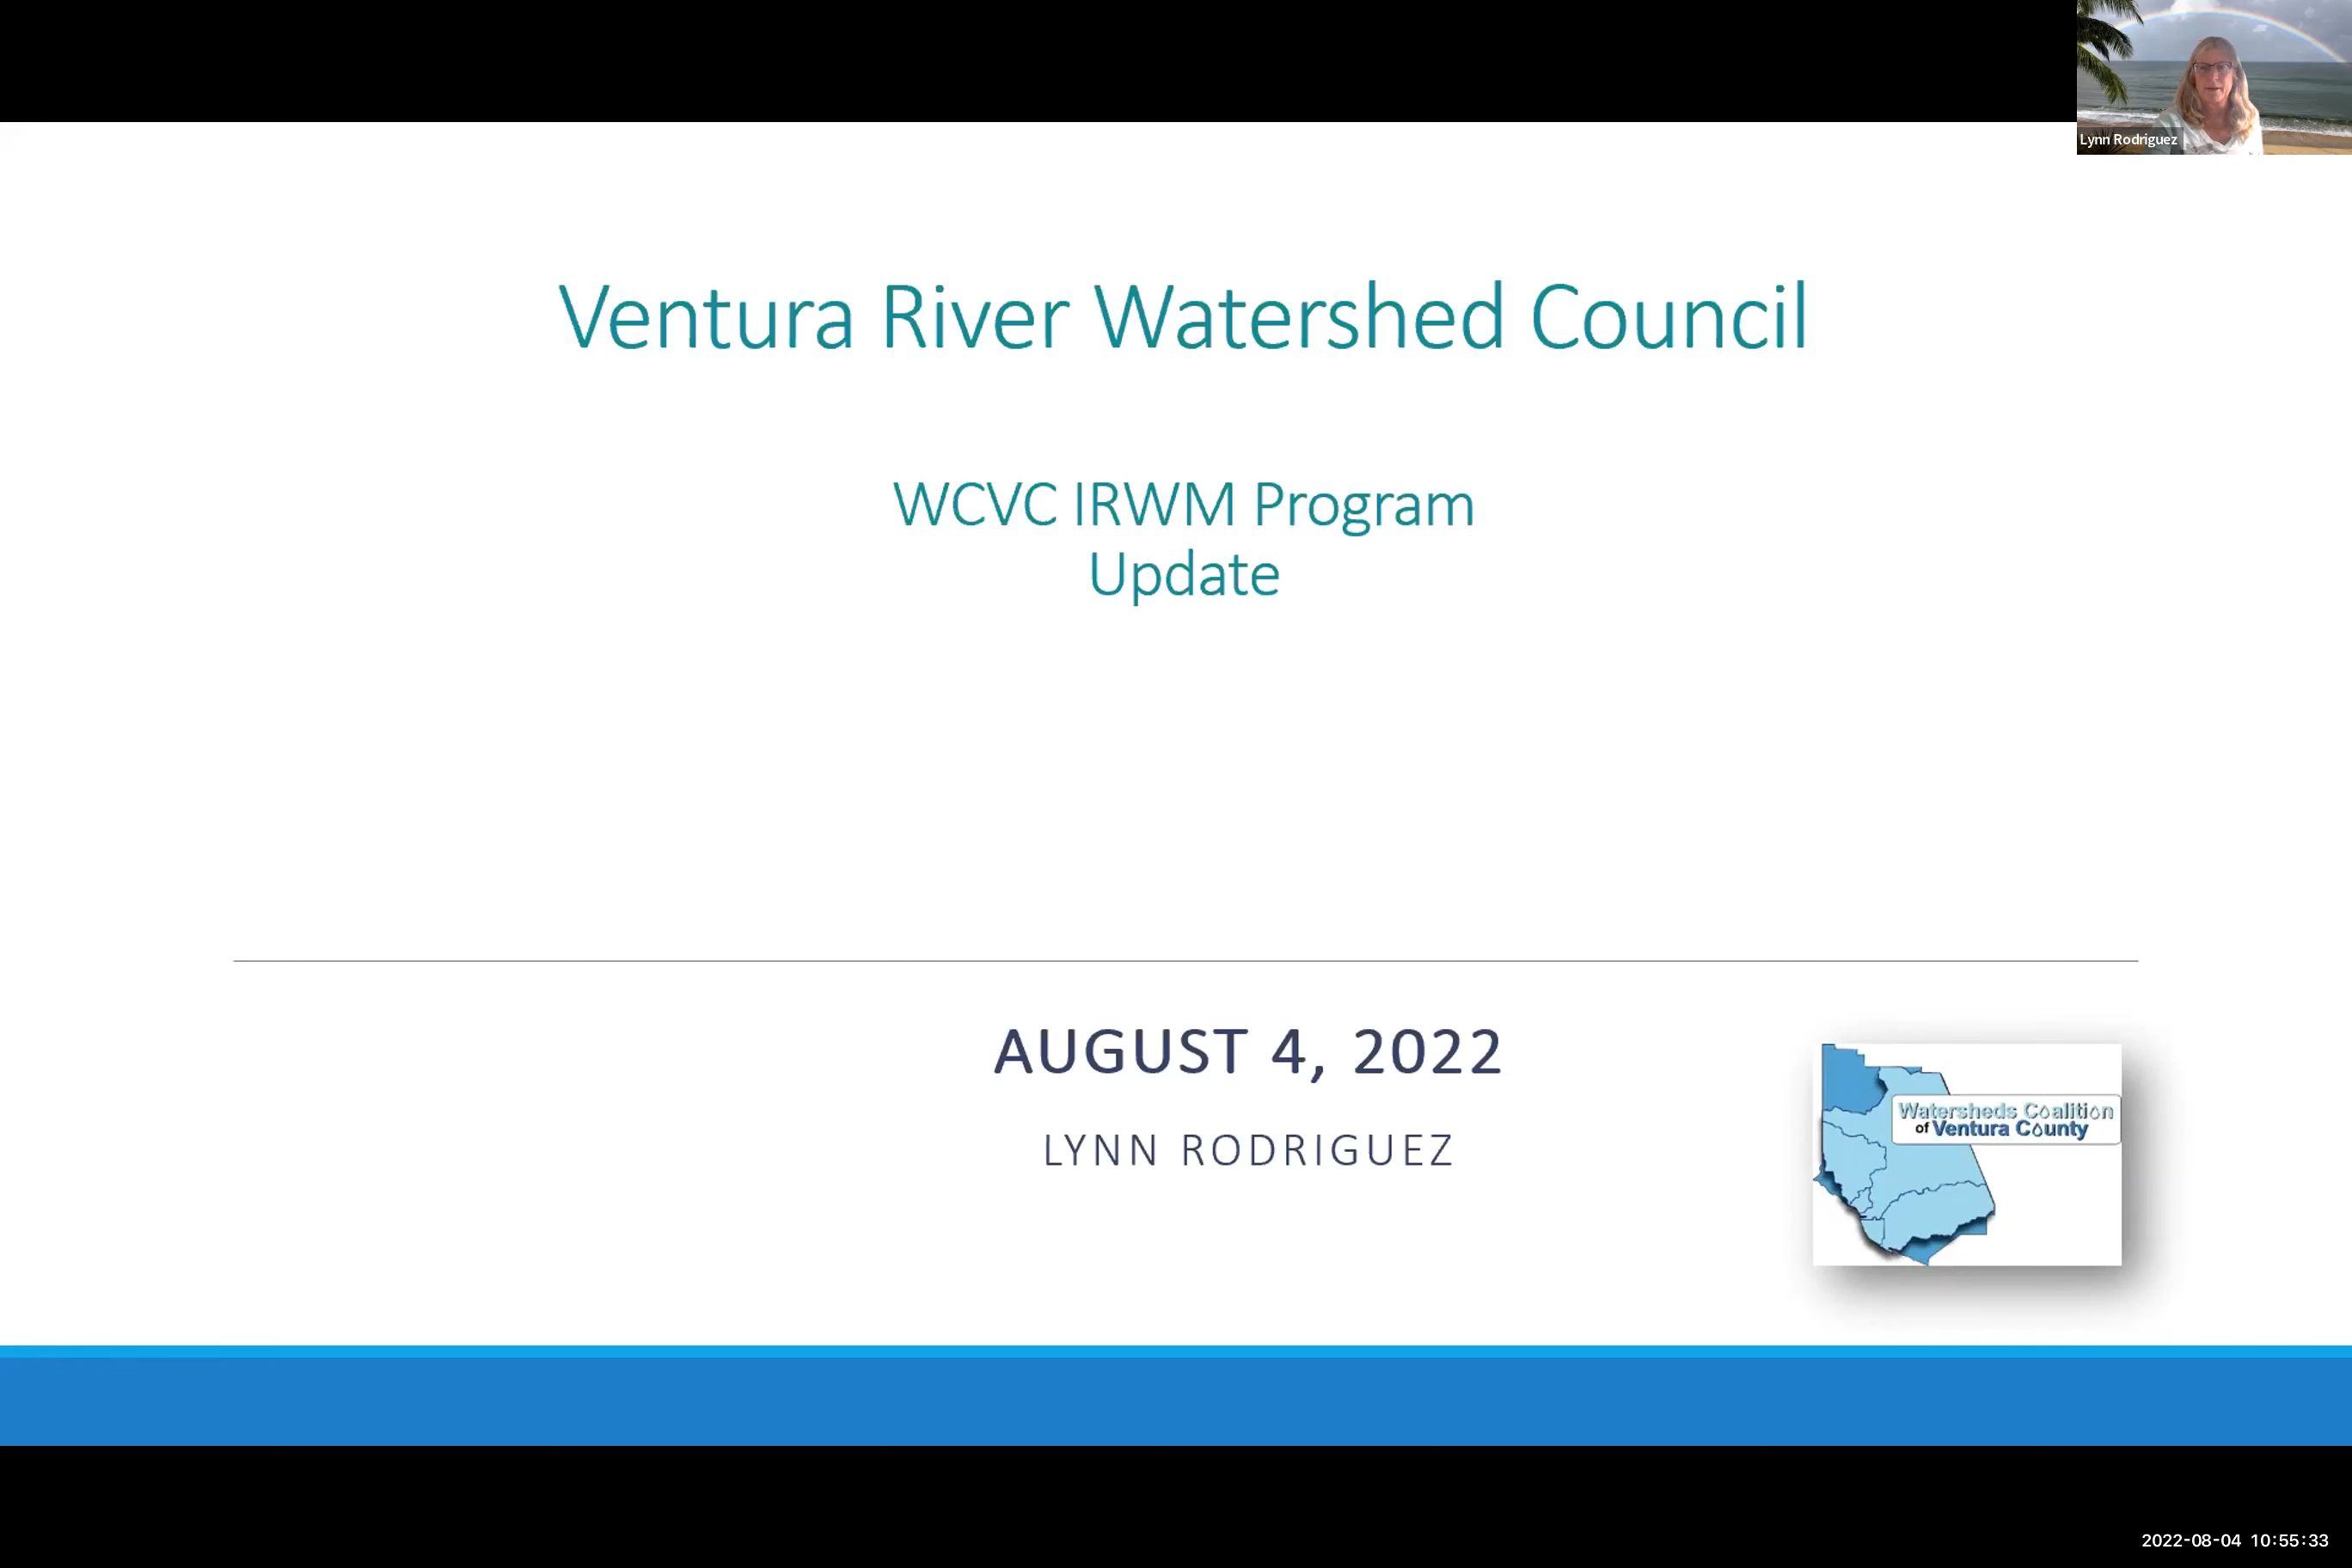 Lynn Rodriguez
Ventura River Watershed Council
WCVC IRWM Program
Update
AUGUST 4, 2022
LYNN RODRIGUEZ
Watersheds Coalition
of Ventura County
2022-08-04 10:55:33